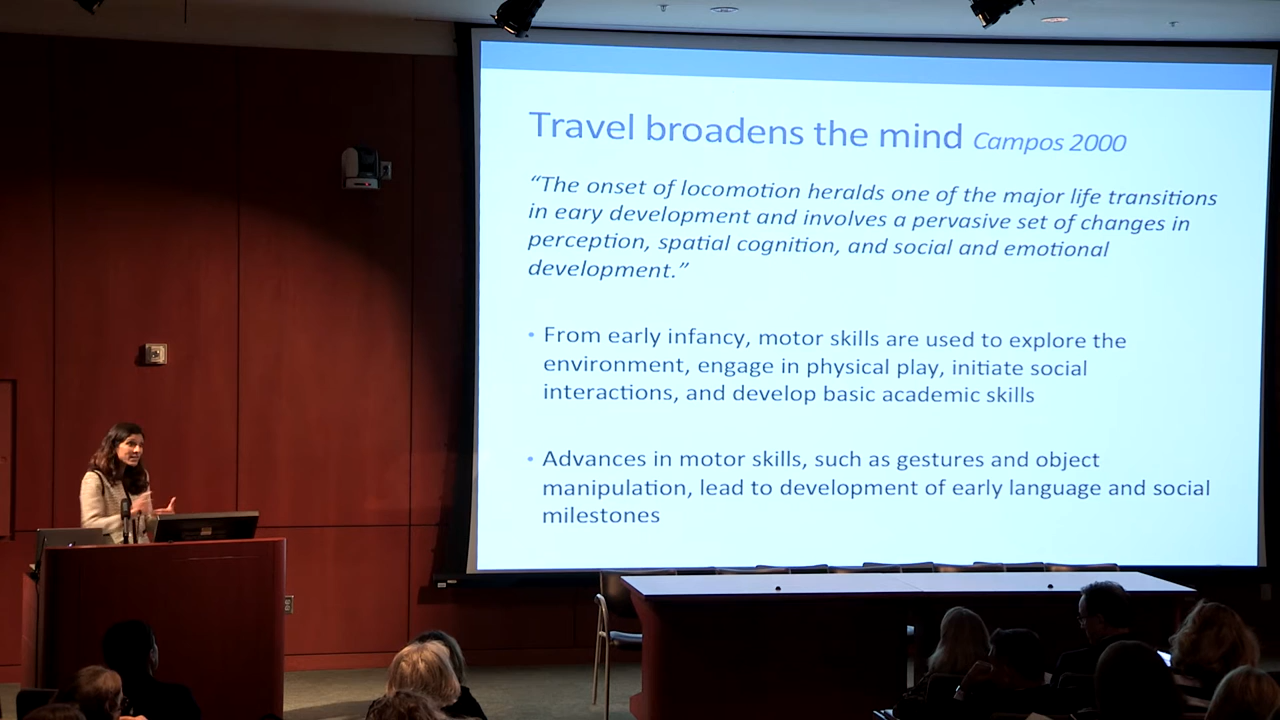 Travel broadens the mind Campos 2000
“The onset of locomotion heralds one of the major life transitions
in eary development and involves a pervasive set of changes in
perception, spatial cognition, and social and emotional
development.”
• From early infancy, motor skills are used to explore the
environment, engage in physical play, initiate social
interactions, and develop basic academic skills
• Advances in motor skills, such as gestures and object
manipulation, lead to development of early language and social
milestones